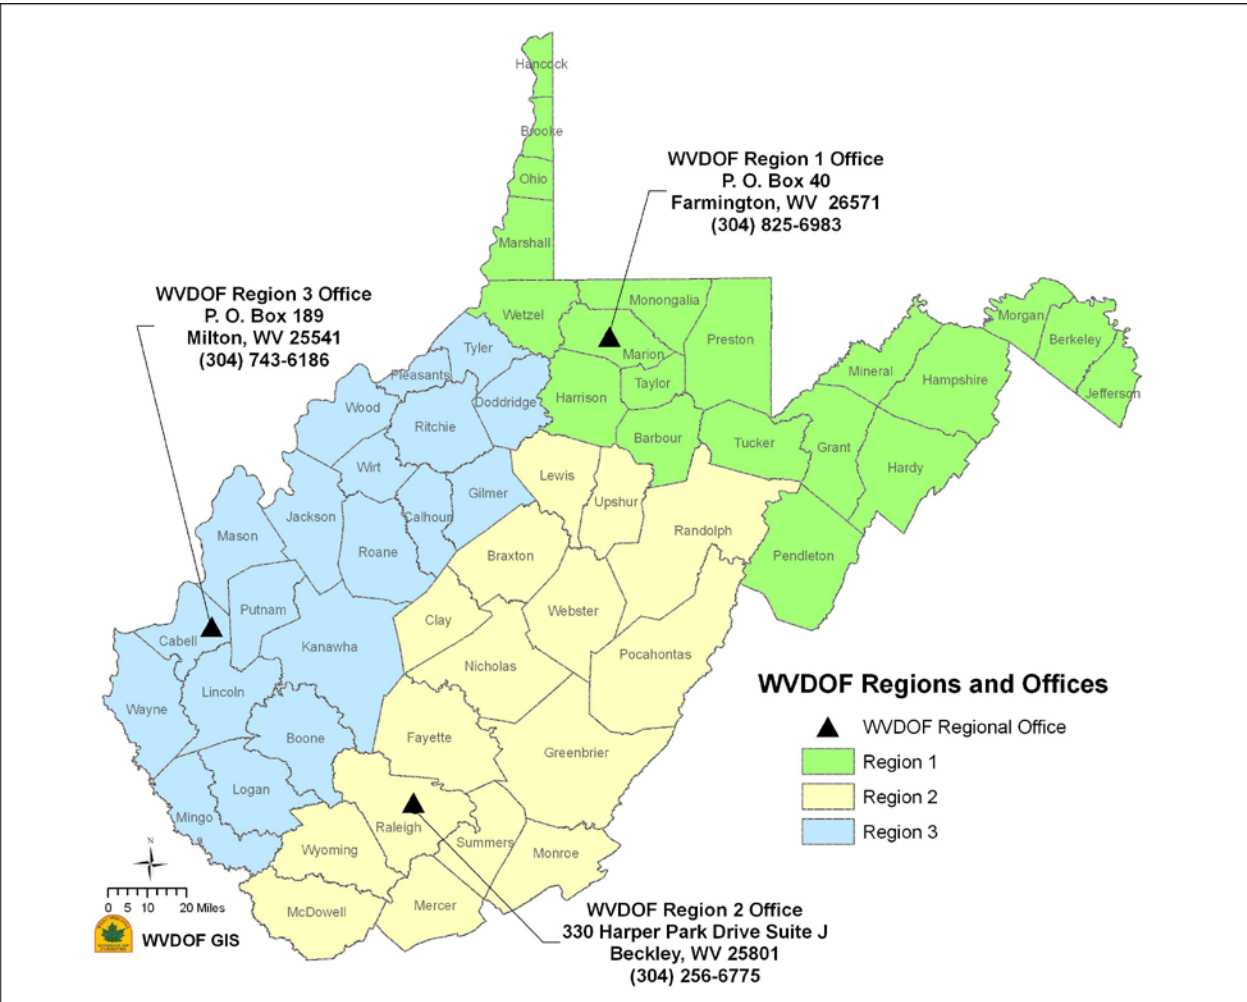 Hancock
Brooke
Ohio
Marshall
WVDOF Region 1 Office
P. O. Box 40
Farmington, WV 26571
(304) 825-6983
WVDOF Region 3 Office
P. O. Box 189
Milton, WV 25541
(304) 743-6186
Wetzel
Monongalia
Marion
Preston
Morgan
Berkeley
Jefferson
Tyler
Pleasants
Doddridge
Harrison
Taylor
Mineral
Hampshire
Wood
Ritchie
Barbour
Tucker
Grant
Hardy
Wirt
Gilmer
Lewis
Upshur
Randolph
Pendleton
Mason
Jackson
Calhoun
Roane
Braxton
Webster
Putnam
Cabell
Kanawha
Clay
Nicholas
Pocahontas
Wayne
Lincoln
Boone
Fayette
Greenbrier
Logan
Mingo
Raleigh
Wyoming
Summers
Monroe
McDowell
Mercer
WVDOF Regions and Offices
WVDOF Regional Office
Region 1
Region 2
Region 3
N
0 5 10 20 Miles
WVDOF GIS
WVDOF Region 2 Office
330 Harper Park Drive Suite J
Beckley, WV 25801
(304) 256-6775